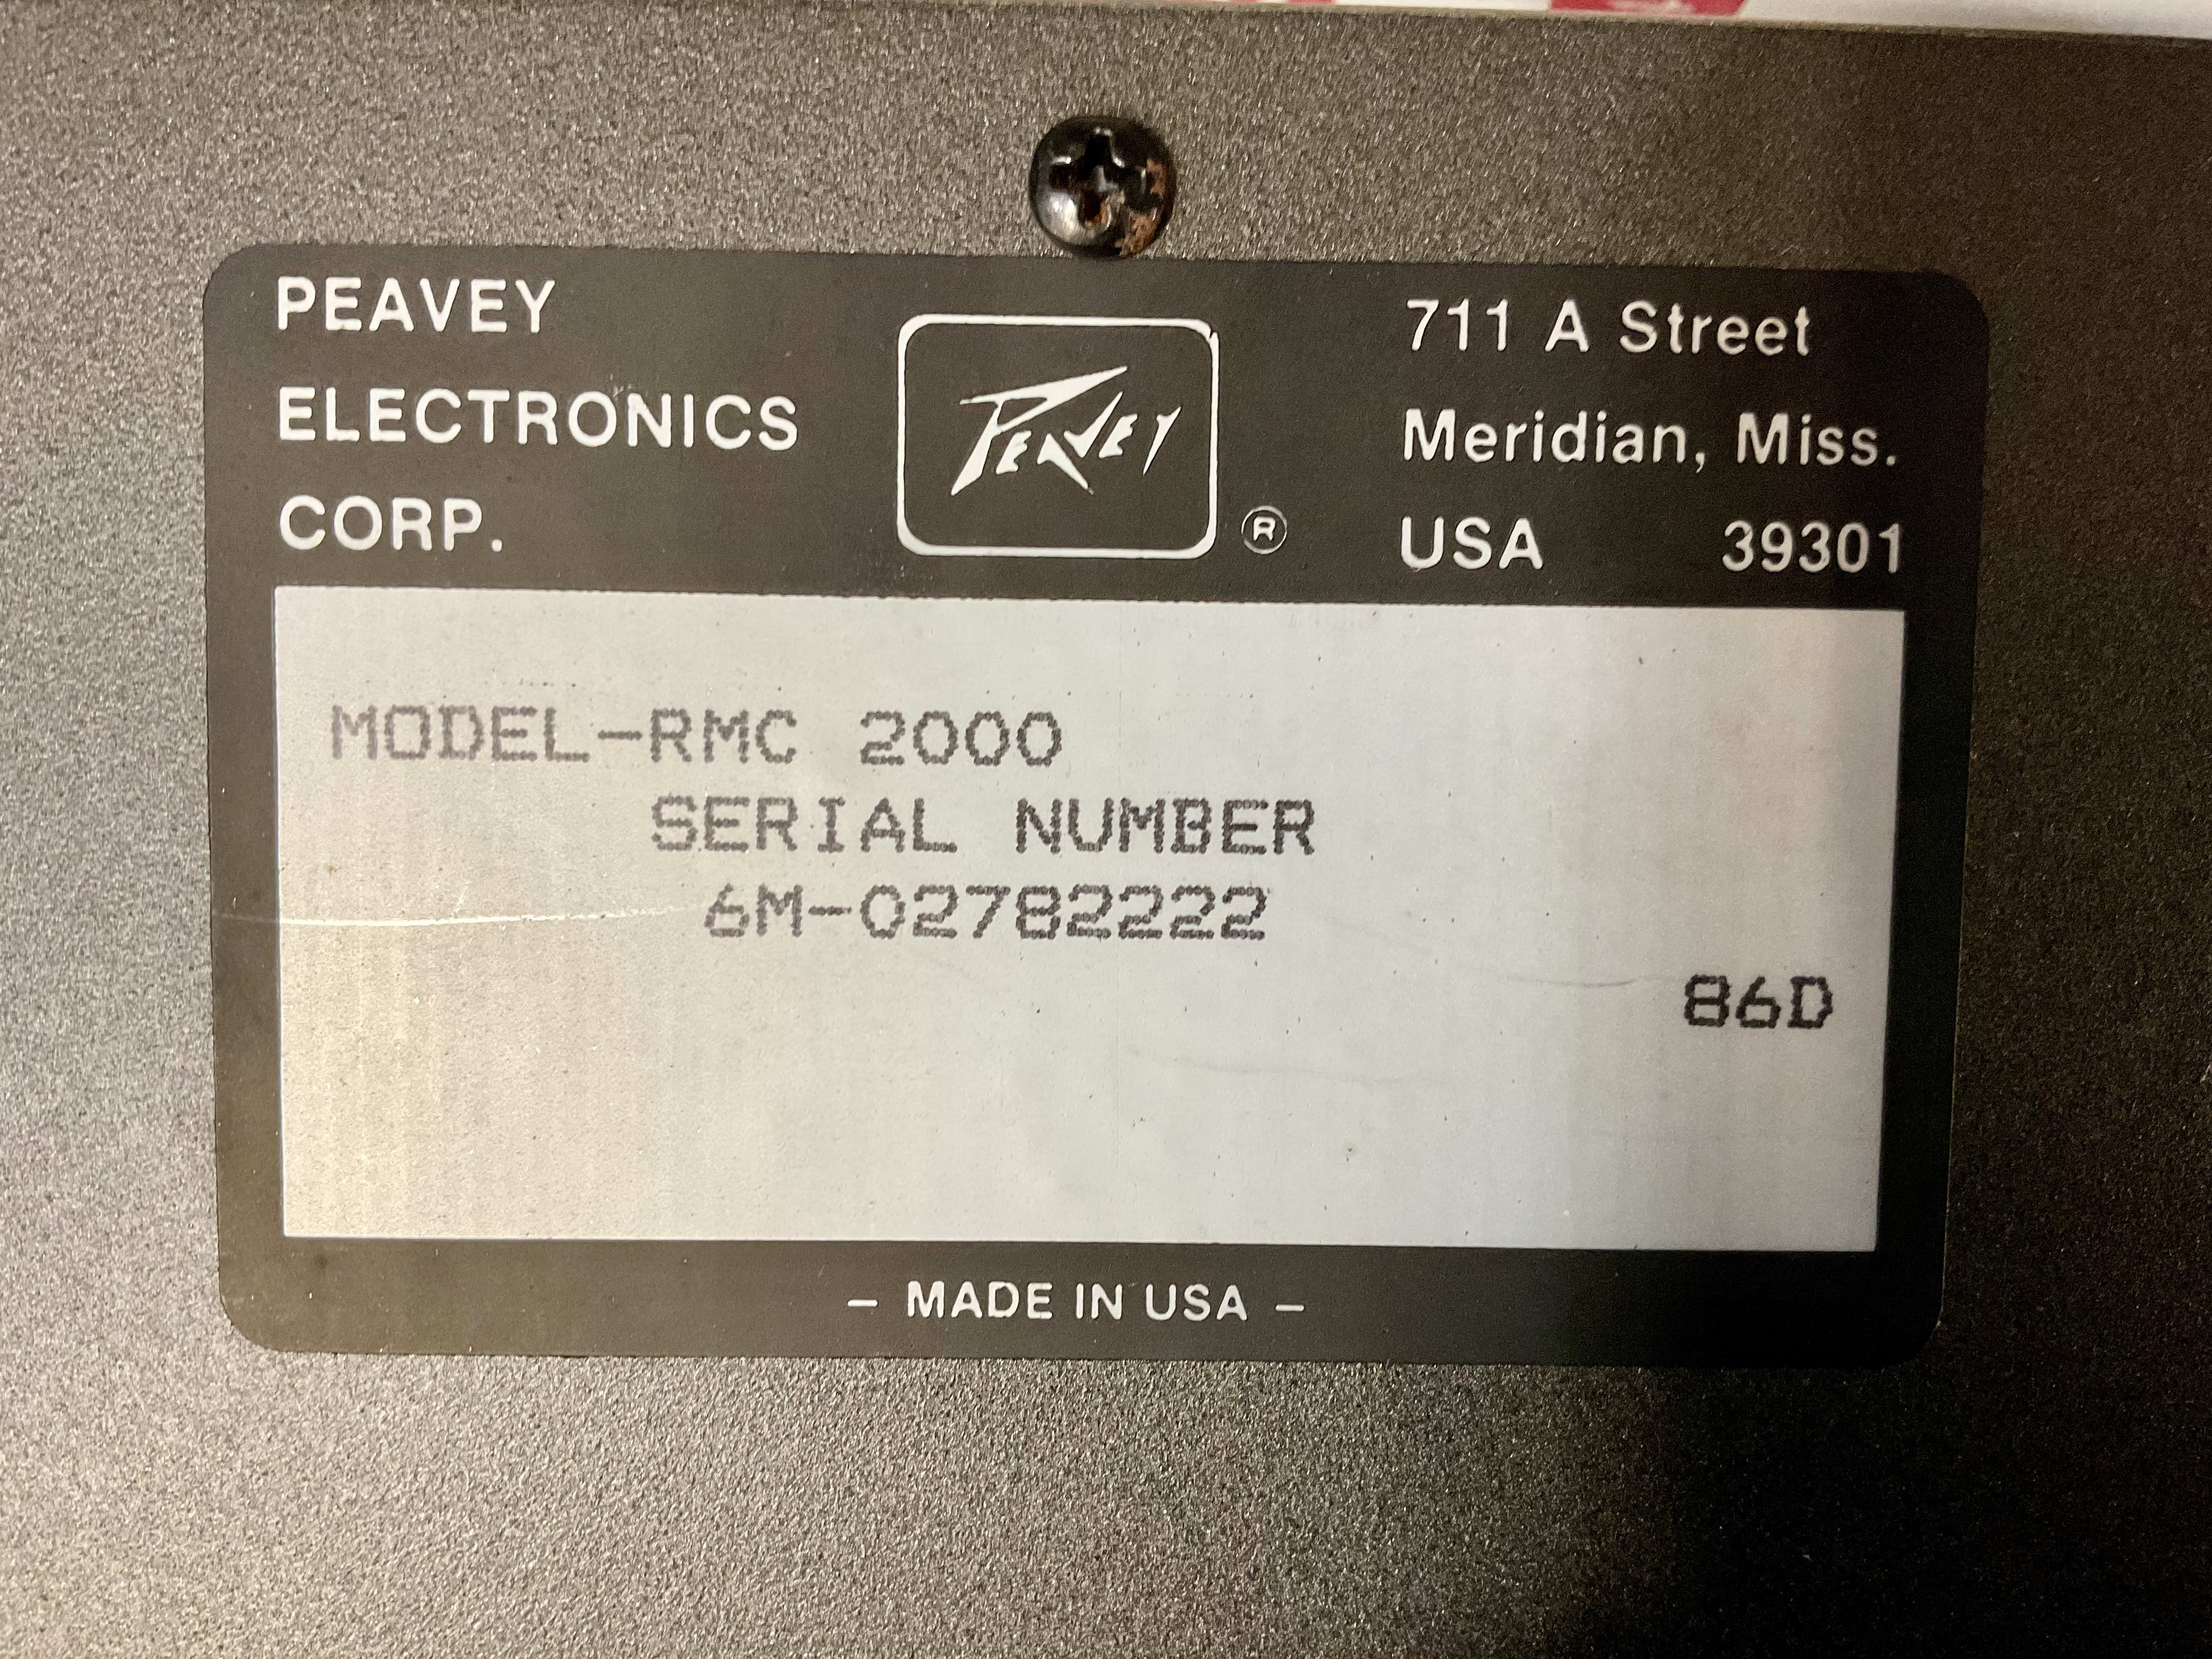 PEAVEY
ELECTRONICS
CORP.
PEAVEY
®
711 A Street
Meridian, Miss.
USA 39301
MODEL-RMC 2000
SERIAL NUMBER
6M-02782222
86D
- MADE IN USA -